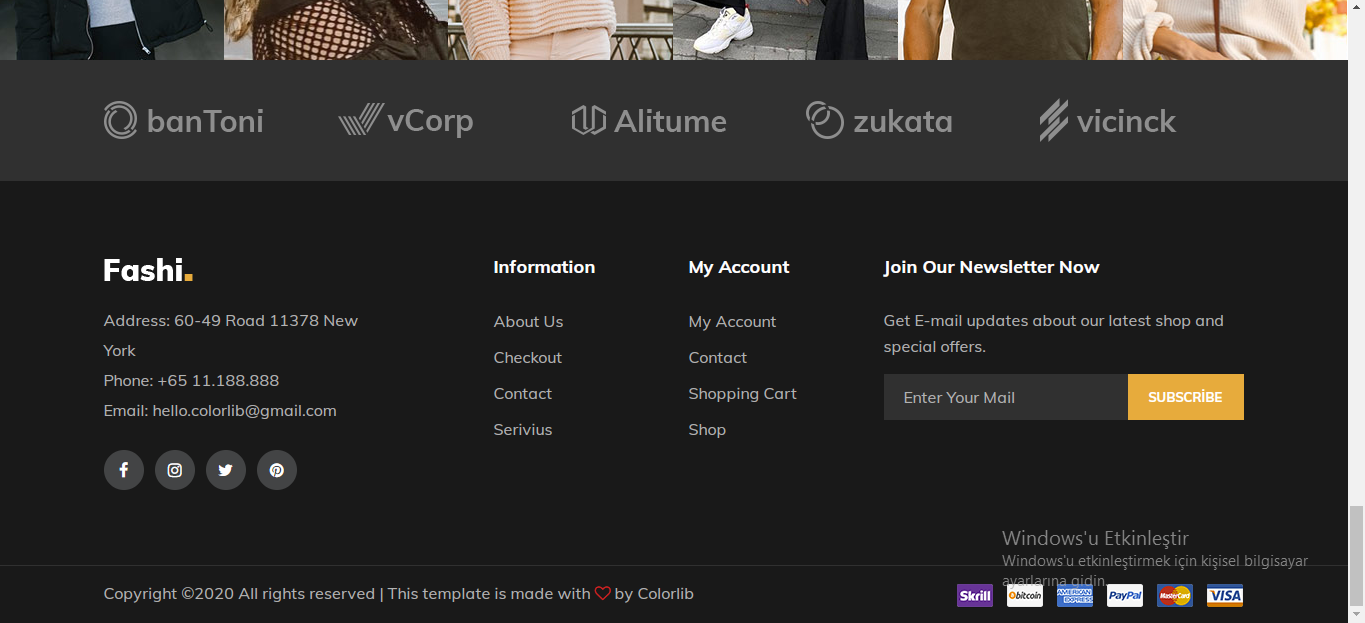 banToni
vCorp
Alitume
zukata
vicinck
Fashi.
Address: 60-49 Road 11378 New
York
Phone: +65 11.188.888
Email: hello.colorlib@gmail.com
Information
About Us
Checkout
Contact
Serivius
My Account
My Account
Contact
Shopping Cart
Shop
Join Our Newsletter Now
Get E-mail updates about our latest shop and
special offers.
Enter Your Mail
SUBSCRİBE
Windows'u Etkinleştir
Windows'u etkinleştirmek için kişisel bilgisayar
ayarlarına gidin.
Copyright ©2020 All rights reserved | This template is made with ♡ by Colorlib
Skrill
bitcoin
AMERICAN
EXPRESS
PayPal
MasterCard
VISA